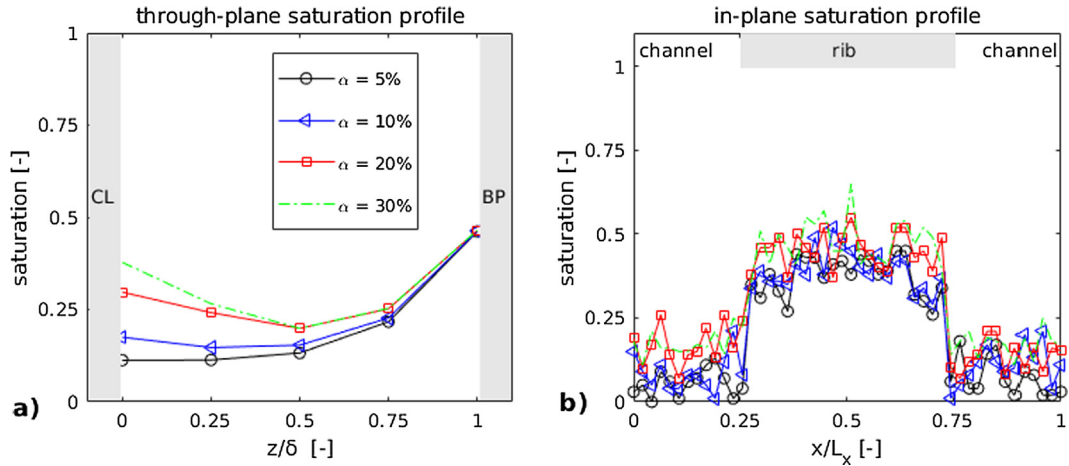 through-plane saturation profile
1
0.75
0.5
0.25
0
saturation [-]
CL
BP
α = 5%
α = 10%
α = 20%
α = 30%
0 0.25 0.5 0.75 1
z/δ [-]
a)
in-plane saturation profile
channel rib channel
1
0.75
0.5
0.25
0
saturation [-]
0 0.25 0.5 0.75 1
x/Lx [-]
b)